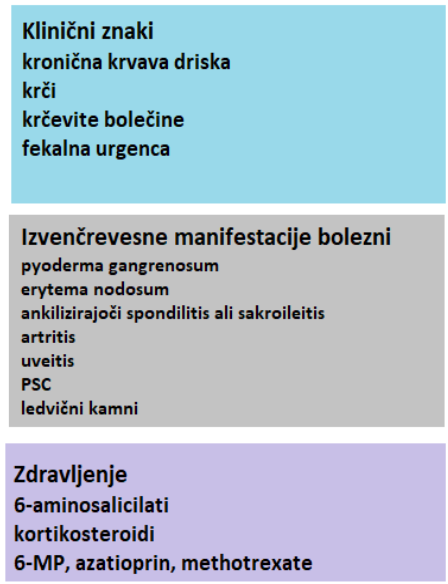 Klinični znaki
kronična krvava driska
krči
krčevite bolečine
fekalna urgenca
Izvenčrevesne manifestacije bolezni
pyoderma gangrenosum
erytema nodosum
ankilizirajoči spondilitis ali sakroileitis
artritis
uveitis
PSC
ledvični kamni
Zdravljenje
6-aminosalicilati
kortikosteroidi
6-MP, azatioprin, methotrexate